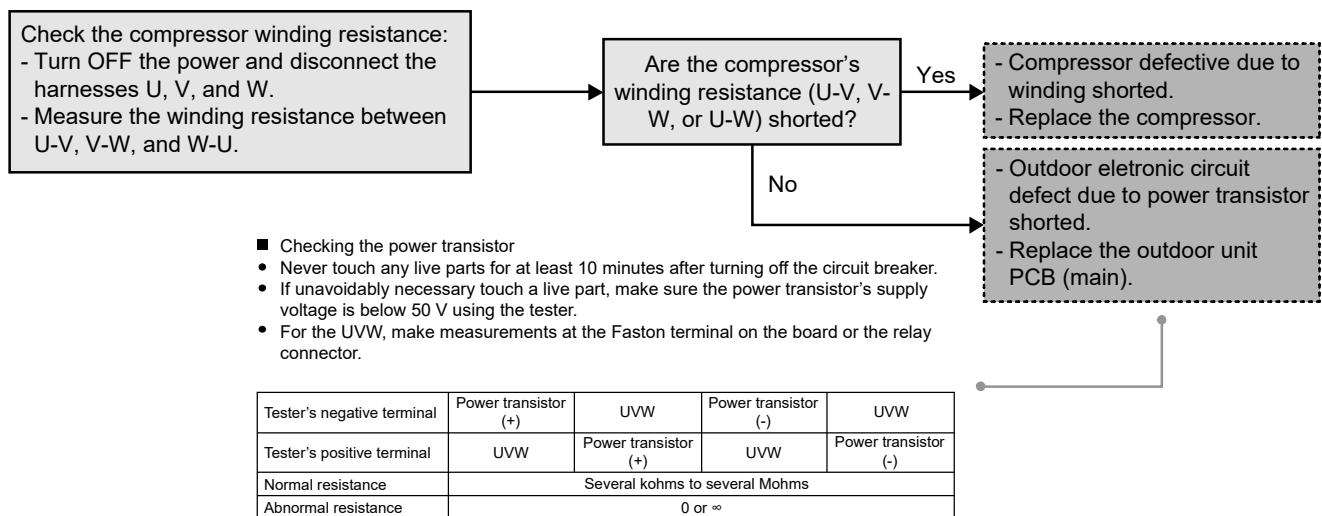 Check the compressor winding resistance:
- Turn OFF the power and disconnect the
harnesses U, V, and W.
- Measure the winding resistance between
U-V, V-W, and W-U.
Are the compressor's
winding resistance (U-V, V-
W, or U-W) shorted?
Yes
- Compressor defective due to
winding shorted.
- Replace the compressor.
No
- Outdoor eletronic circuit
defect due to power transistor
shorted.
- Replace the outdoor unit
PCB (main).
■ Checking the power transistor
• Never touch any live parts for at least 10 minutes after turning off the circuit breaker.
• If unavoidably necessary touch a live part, make sure the power transistor's supply
voltage is below 50 V using the tester.
• For the UVW, make measurements at the Faston terminal on the board or the relay
connector.
Tester's negative terminal
Power transistor
(+)
UVW
Power transistor
(-)
UVW
Tester's positive terminal
UVW
Power transistor
(+)
UVW
Power transistor
(-)
Normal resistance
Several kohms to several Mohms
Abnormal resistance
0 or ∞